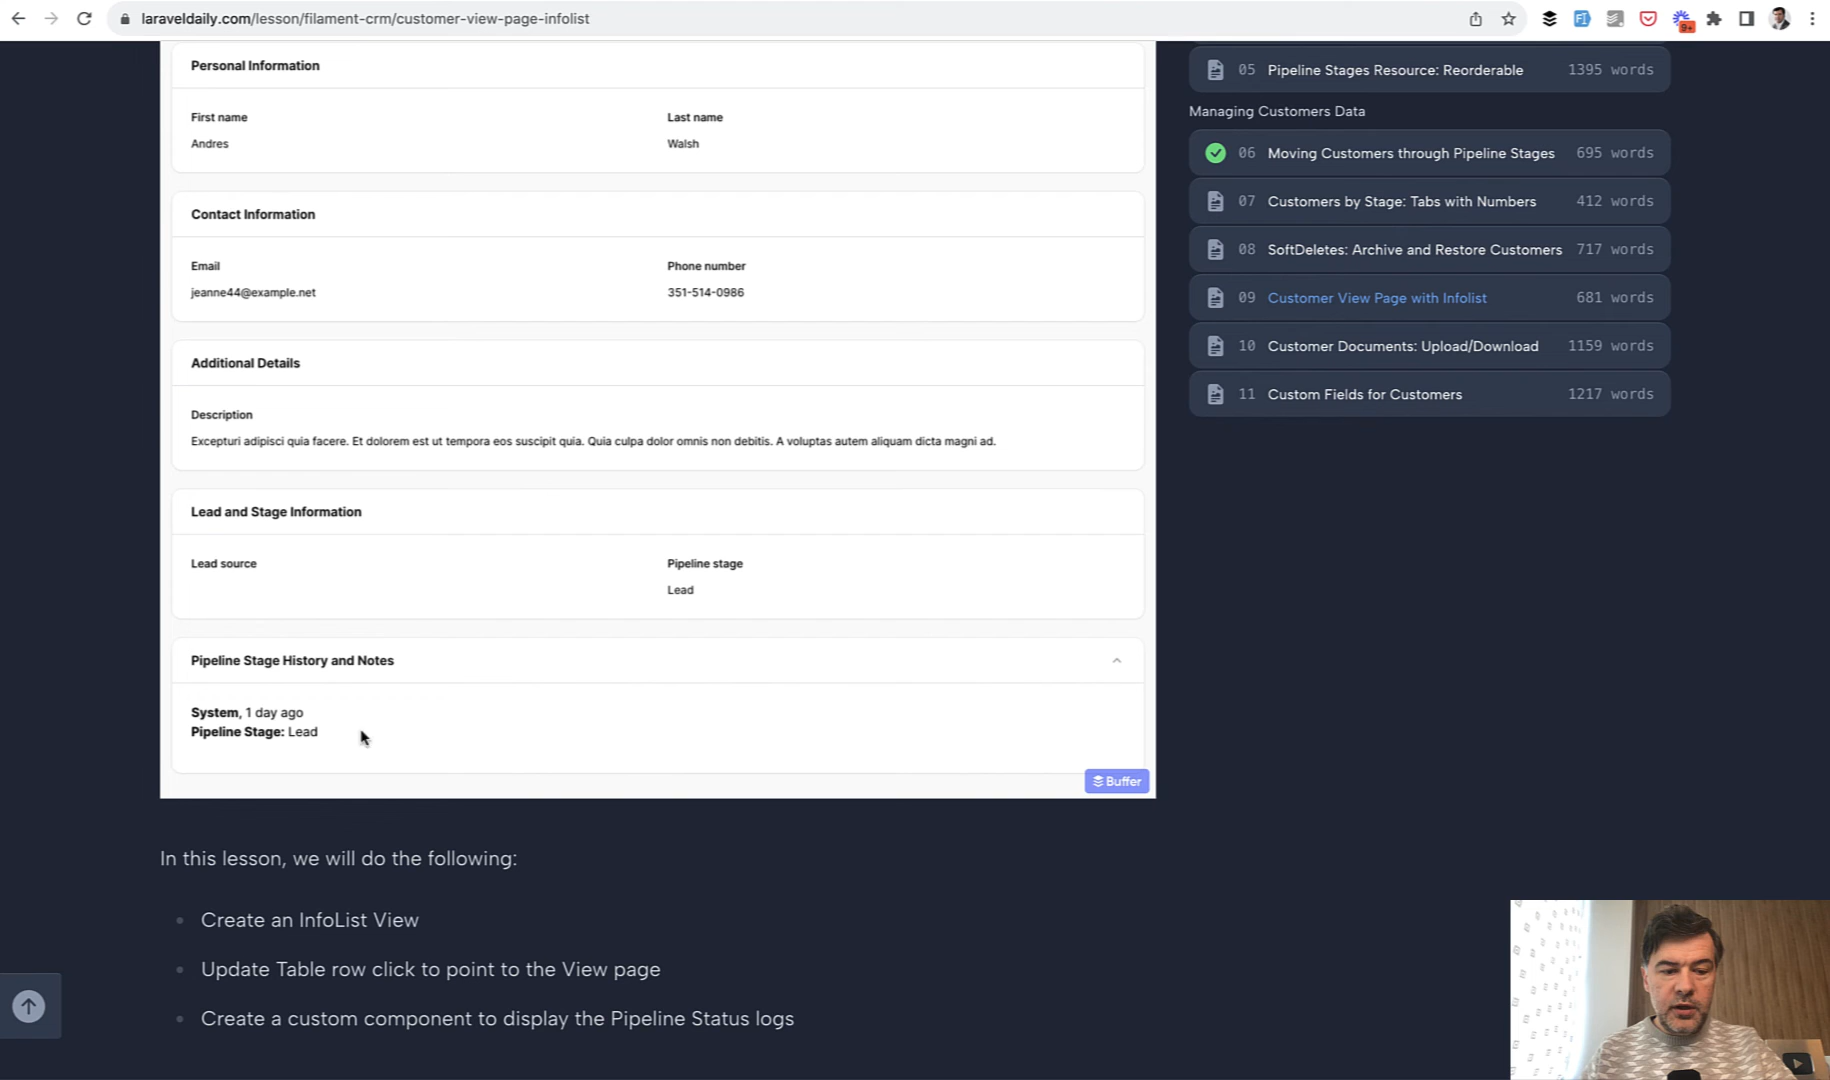 laraveldaily.com/lesson/filament-crm/customer-view-page-infolist
9+
Personal Information
First name
Last name
Andres
Walsh
Contact Information
Email
Phone number
jeanne44@example.net
351-514-0986
Additional Details
Description
Excepturi adipisci quia facere. Et dolorem est ut tempora eos suscipit quia. Quia culpa dolor omnis non debitis. A voluptas autem aliquam dicta magni ad.
Lead and Stage Information
Lead source
Pipeline stage
Lead
Pipeline Stage History and Notes
System, 1 day ago
Pipeline Stage: Lead
Buffer
In this lesson, we will do the following:
Create an InfoList View
Update Table row click to point to the View page
Create a custom component to display the Pipeline Status logs
05 Pipeline Stages Resource: Reorderable 1395 words
Managing Customers Data
06 Moving Customers through Pipeline Stages 695 words
07 Customers by Stage: Tabs with Numbers 412 words
08 SoftDeletes: Archive and Restore Customers 717 words
09 Customer View Page with Infolist 681 words
10 Customer Documents: Upload/Download 1159 words
11 Custom Fields for Customers 1217 words